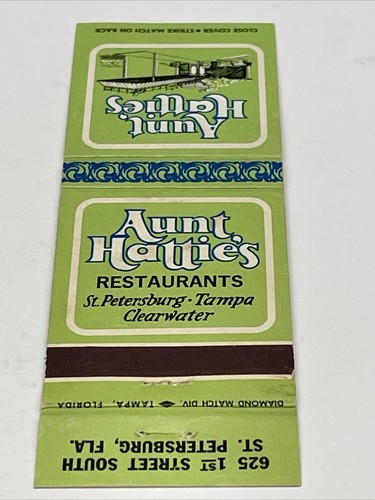 CLOSE COVER • STRIKE MATCH ON BACK
Aunt
Hattie's
Aunt
Hattie's
RESTAURANTS
St. Petersburg - Tampa
Clearwater
DIAMOND MATCH DIV. ◆ TAMPA, FLORIDA
625 1ST STREET SOUTH
ST. PETERSBURG, FLA.